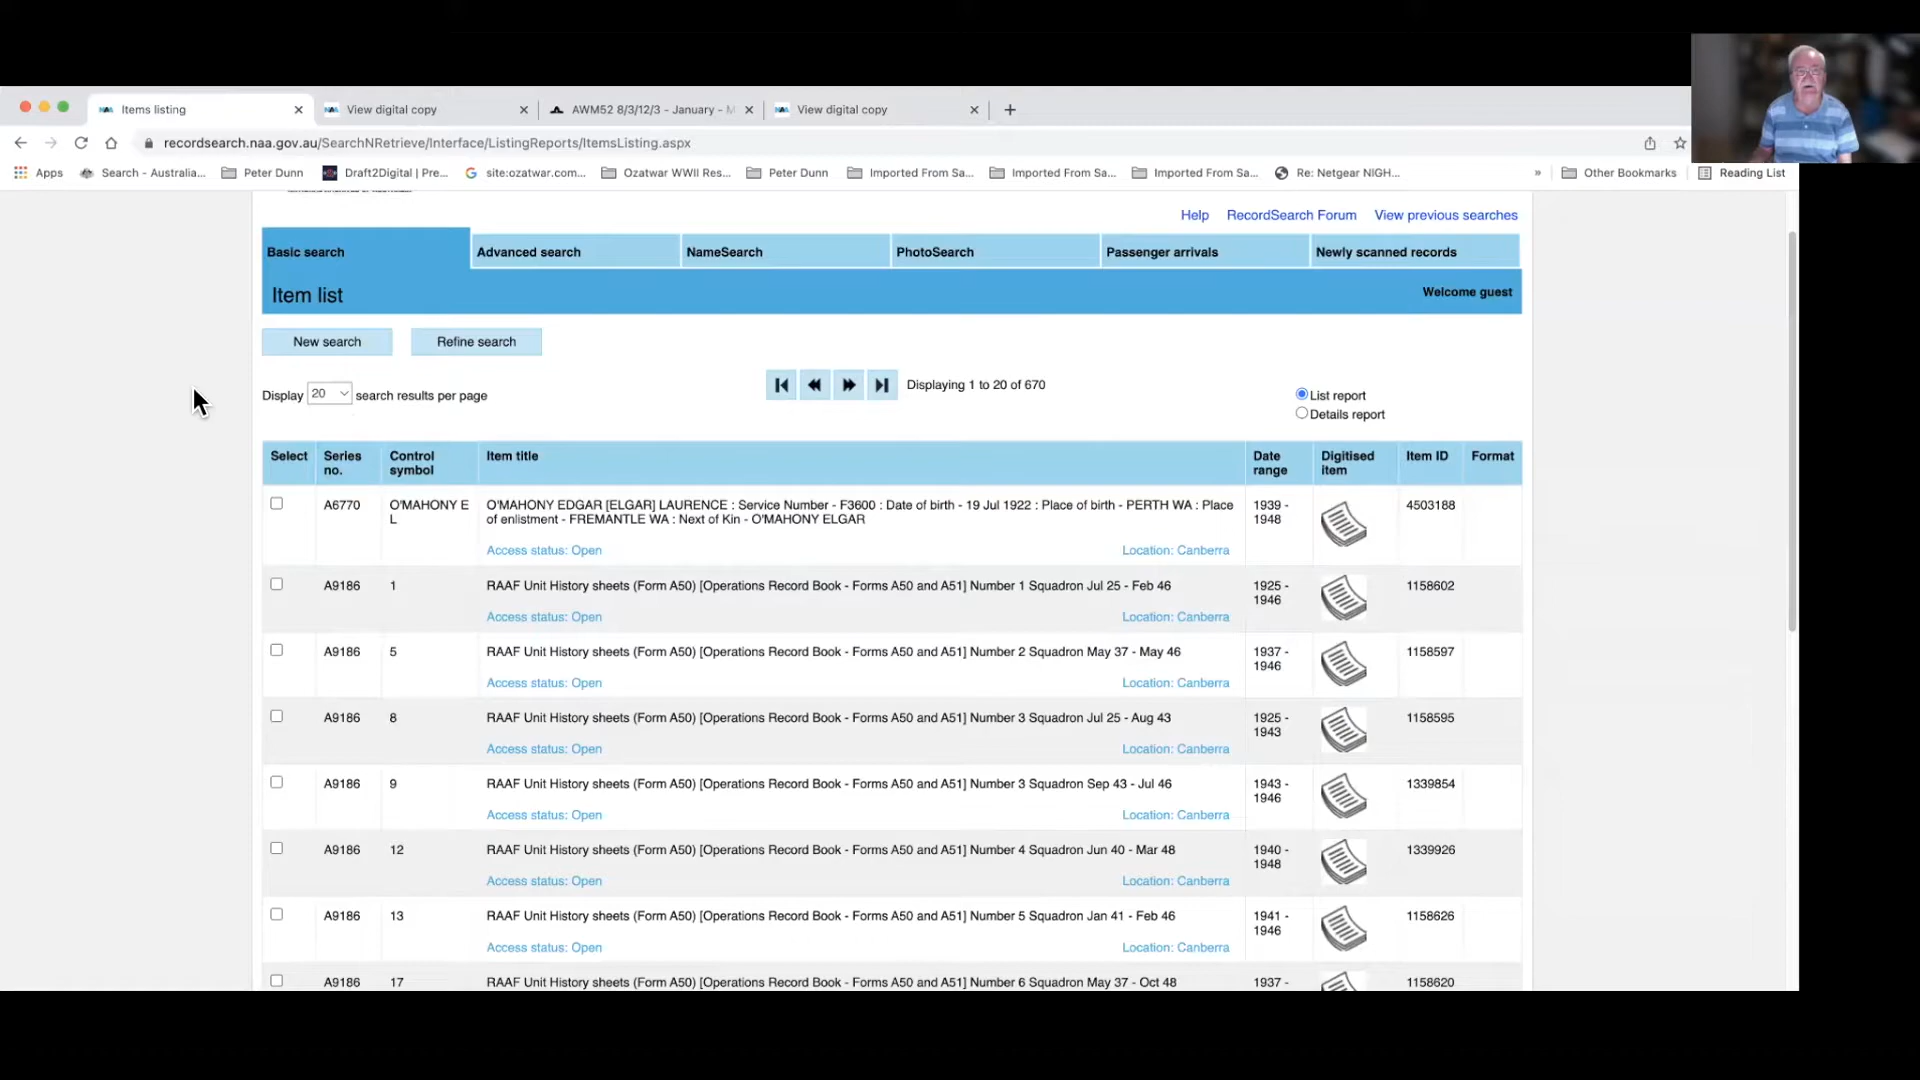 Items listing
View digital copy
AWM52 8/3/12/3 - January - M
View digital copy
recordsearch.naa.gov.au/SearchNRetrieve/Interface/ListingReports/ItemsListing.aspx
Apps
Search - Australia...
Peter Dunn
Draft2Digital | Pre...
site:ozatwar.com...
Ozatwar WWII Res...
Peter Dunn
Imported From Sa...
Imported From Sa...
Imported From Sa...
Re: Netgear NIGH...
»
Other Bookmarks
Reading List
Help
RecordSearch Forum
View previous searches
Basic search
Advanced search
NameSearch
PhotoSearch
Passenger arrivals
Newly scanned records
Item list
Welcome guest
New search
Refine search
Display 20 search results per page
Displaying 1 to 20 of 670
List report
Details report
Select
Series no.
Control symbol
Item title
Date range
Digitised item
Item ID
Format
A6770
O'MAHONY E L
O'MAHONY EDGAR [ELGAR] LAURENCE : Service Number - F3600 : Date of birth - 19 Jul 1922 : Place of birth - PERTH WA : Place
of enlistment - FREMANTLE WA : Next of Kin - O'MAHONY ELGAR
1939 - 1948
4503188
Access status: Open
Location: Canberra
A9186
1
RAAF Unit History sheets (Form A50) [Operations Record Book - Forms A50 and A51] Number 1 Squadron Jul 25 - Feb 46
1925 - 1946
1158602
Access status: Open
Location: Canberra
A9186
5
RAAF Unit History sheets (Form A50) [Operations Record Book - Forms A50 and A51] Number 2 Squadron May 37 - May 46
1937 - 1946
1158597
Access status: Open
Location: Canberra
A9186
8
RAAF Unit History sheets (Form A50) [Operations Record Book - Forms A50 and A51] Number 3 Squadron Jul 25 - Aug 43
1925 - 1943
1158595
Access status: Open
Location: Canberra
A9186
9
RAAF Unit History sheets (Form A50) [Operations Record Book - Forms A50 and A51] Number 3 Squadron Sep 43 - Jul 46
1943 - 1946
1339854
Access status: Open
Location: Canberra
A9186
12
RAAF Unit History sheets (Form A50) [Operations Record Book - Forms A50 and A51] Number 4 Squadron Jun 40 - Mar 48
1940 - 1948
1339926
Access status: Open
Location: Canberra
A9186
13
RAAF Unit History sheets (Form A50) [Operations Record Book - Forms A50 and A51] Number 5 Squadron Jan 41 - Feb 46
1941 - 1946
1158626
Access status: Open
Location: Canberra
A9186
17
RAAF Unit History sheets (Form A50) [Operations Record Book - Forms A50 and A51] Number 6 Squadron May 37 - Oct 48
1937 -
1158620